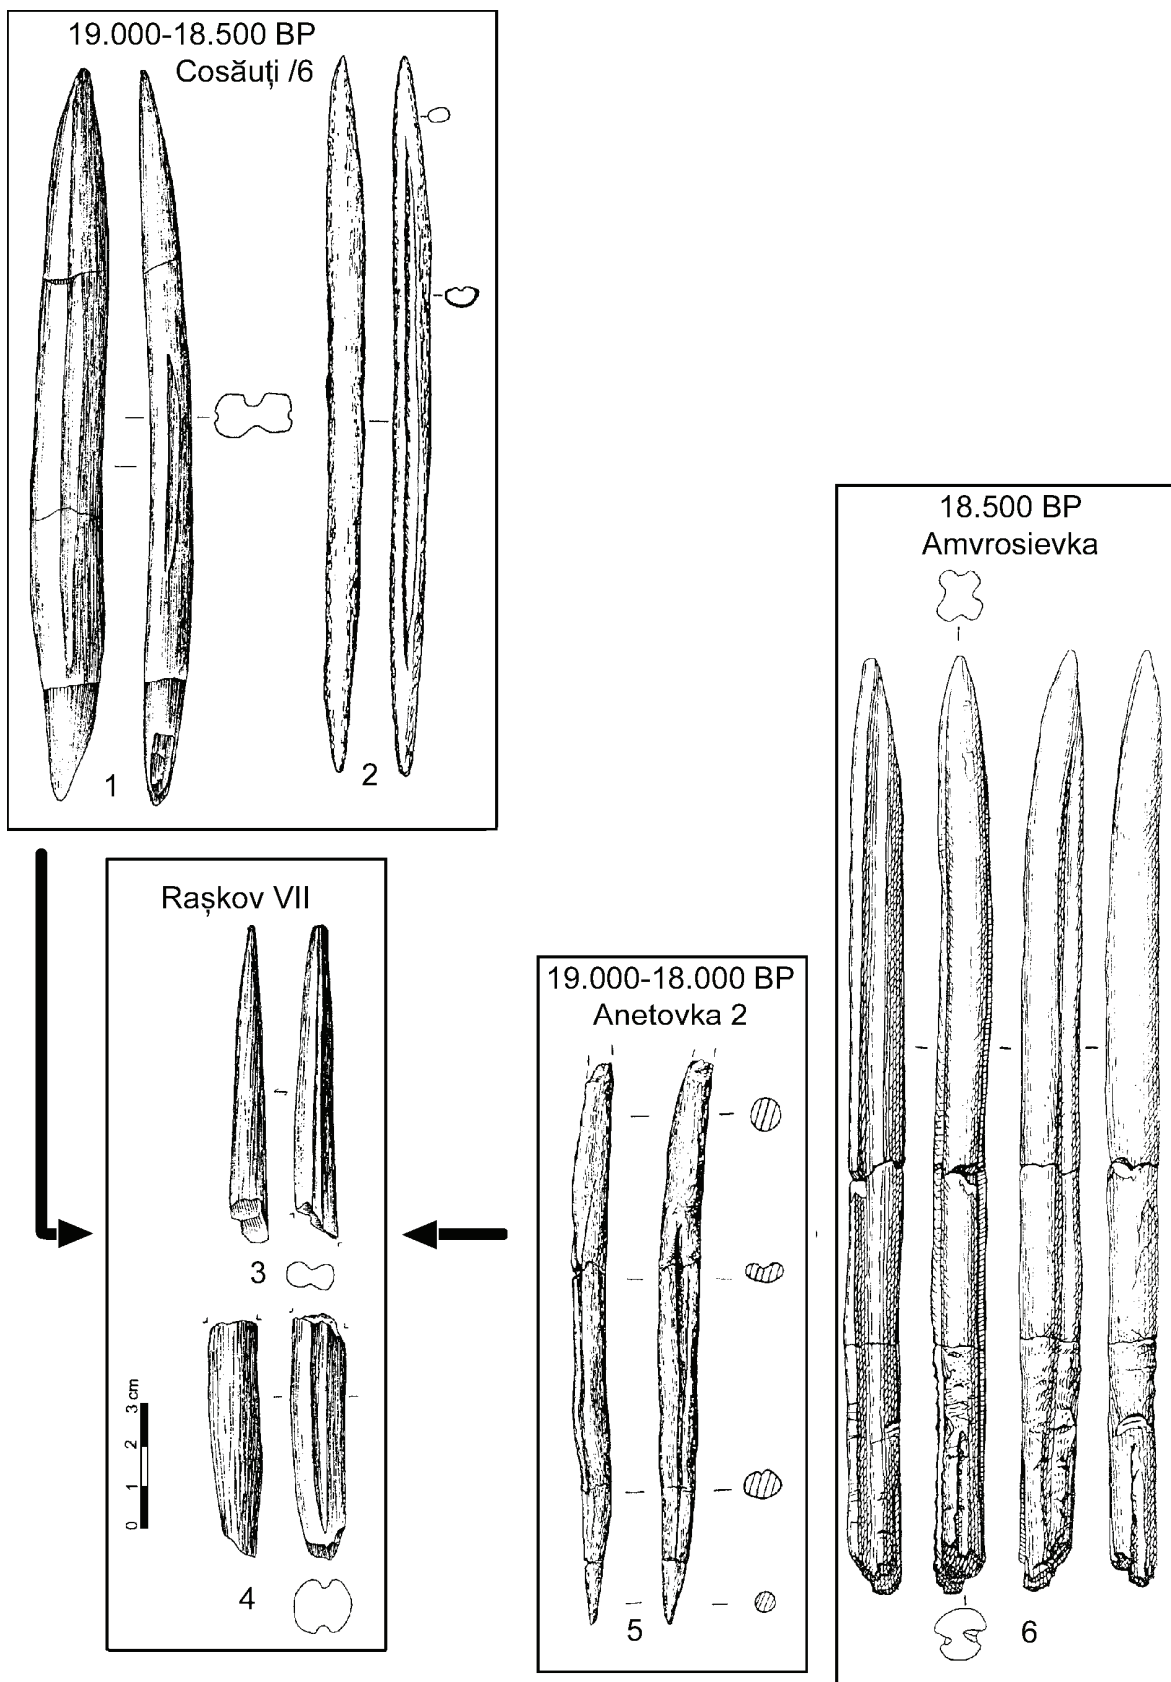 19.000-18.500 BP
Cosăuți /6
1
2
18.500 BP
Amvrosievka
6
Rașkov VII
3
4
0 1 2 3 cm
19.000-18.000 BP
Anetovka 2
5